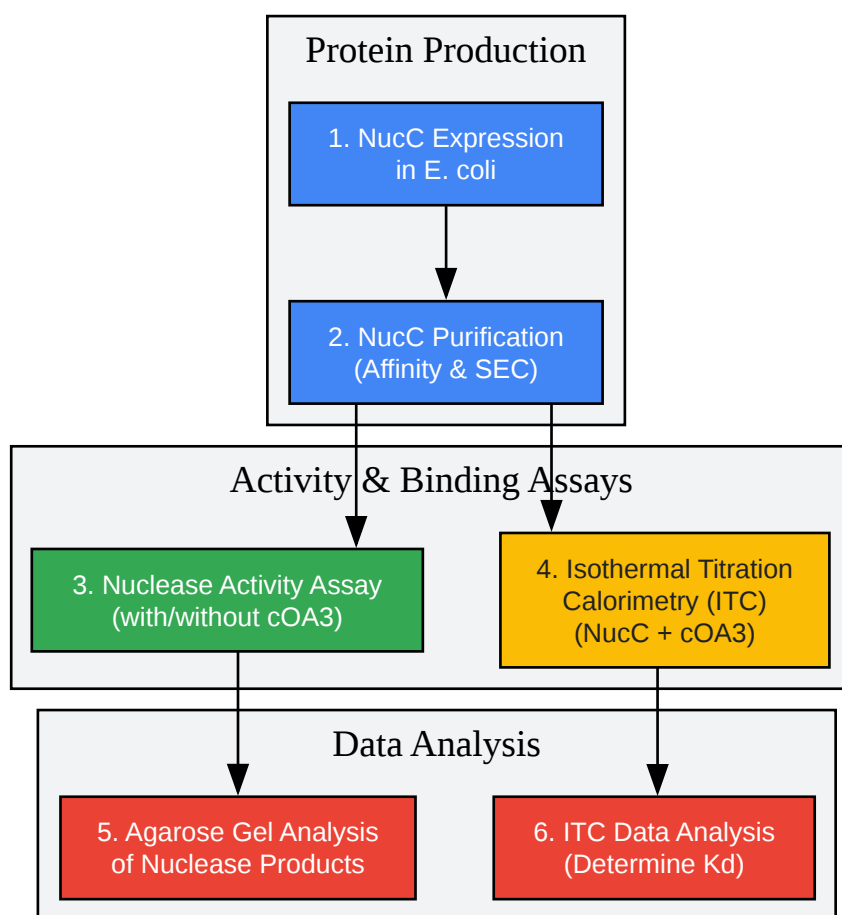 Protein Production
1. NucC Expression
in E. coli
2. NucC Purification
(Affinity & SEC)
Activity & Binding Assays
3. Nuclease Activity Assay
(with/without cOA3)
4. Isothermal Titration
Calorimetry (ITC)
(NucC + cOA3)
Data Analysis
5. Agarose Gel Analysis
of Nuclease Products
6. ITC Data Analysis
(Determine Kd)